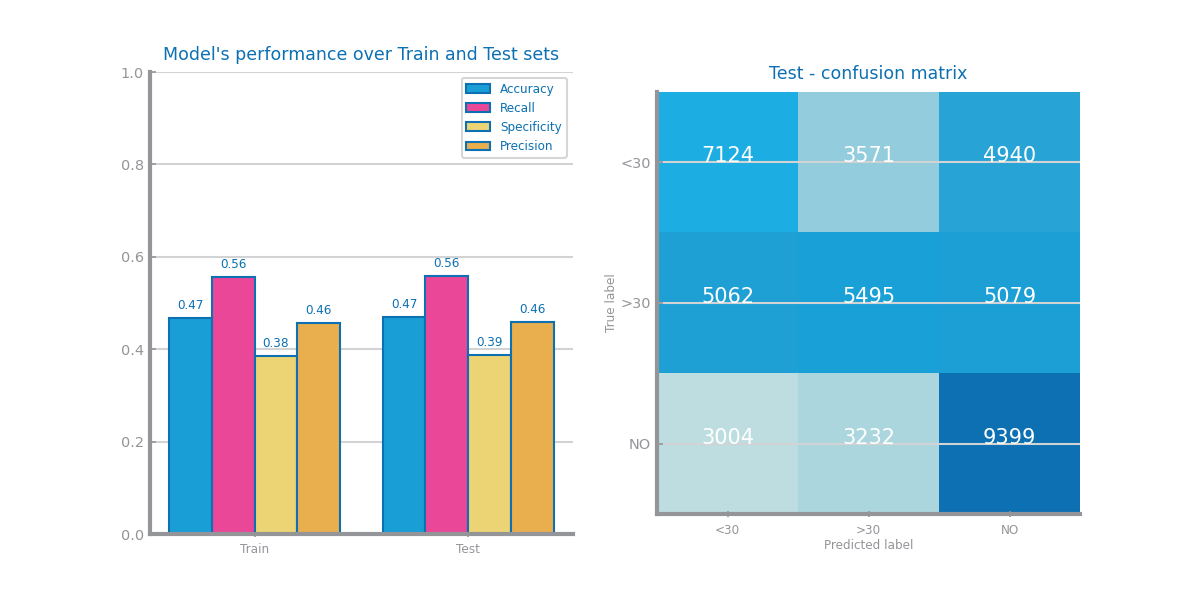 Model's performance over Train and Test sets
1.0
0.8
0.6
0.4
0.2
0.0
Accuracy
Recall
Specificity
Precision
0.47
0.56
0.38
0.46
0.47
0.56
0.39
0.46
Train
Test
Test - confusion matrix
True label
<30
>30
NO
7124 3571 4940
5062 5495 5079
3004 3232 9399
<30 >30 NO
Predicted label